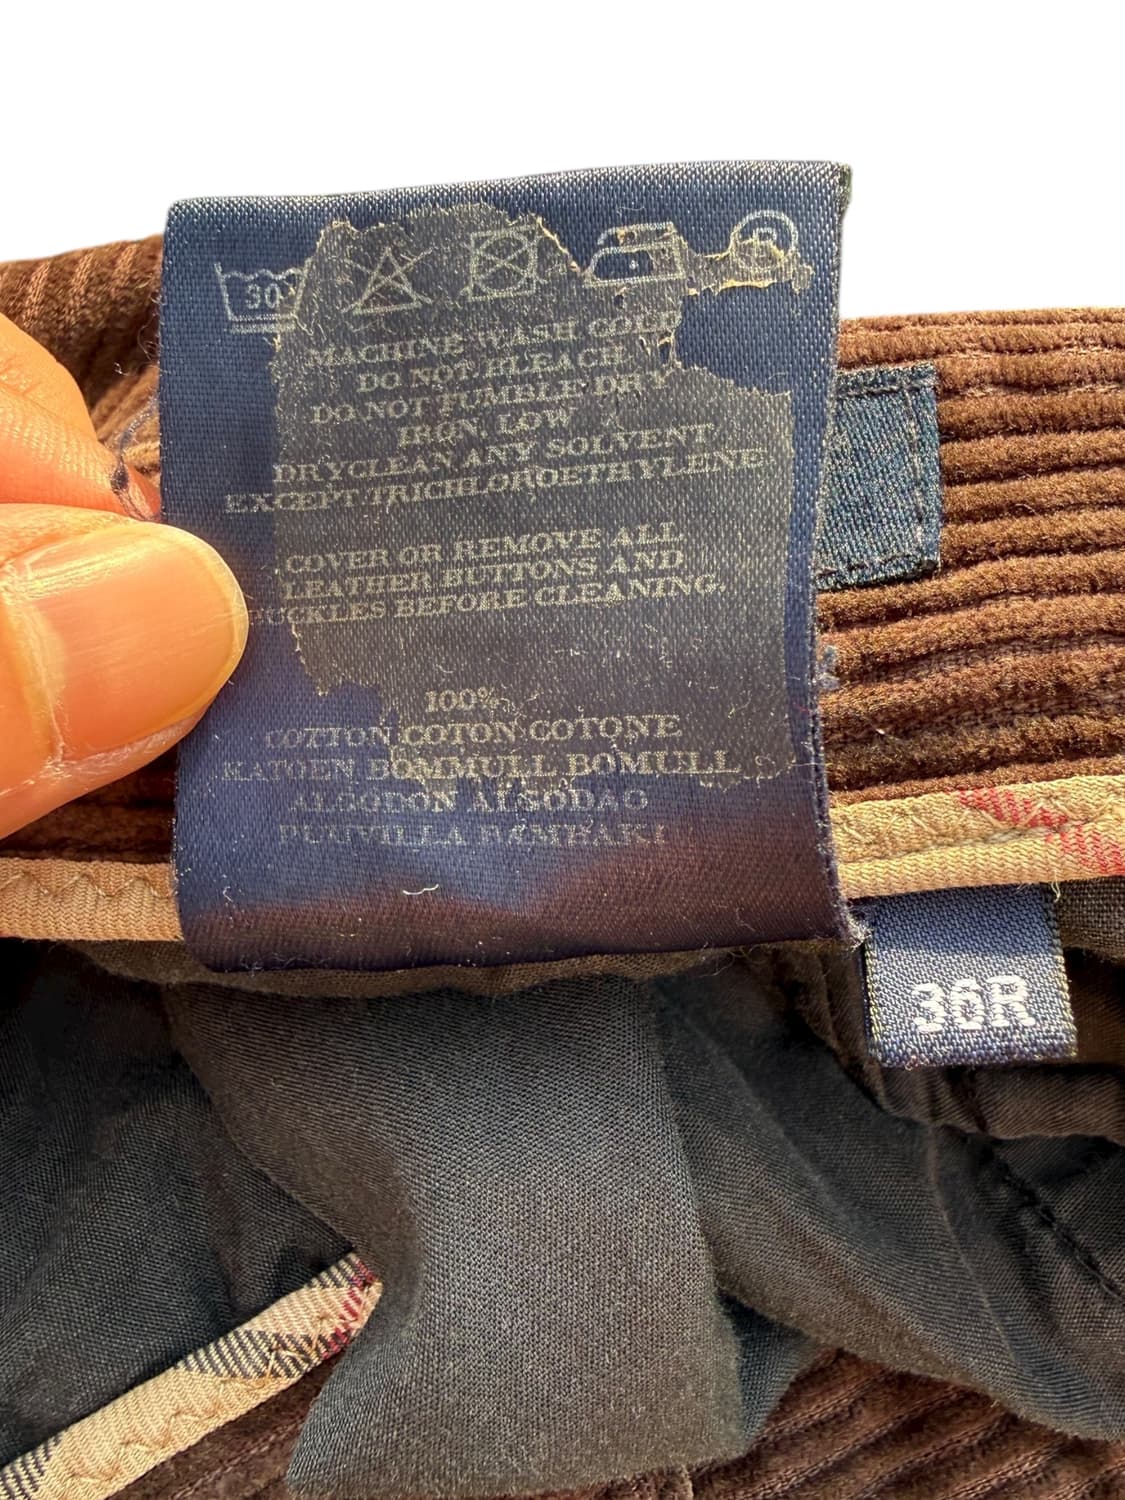 30
P
MACHINE WASH COLD
DO NOT BLEACH
DO NOT TUMBLE DRY
IRON, LOW
DRYCLEAN ANY SOLVENT
EXCEPT TRICHLOROETHYLENE
COVER OR REMOVE ALL
LEATHER BUTTONS AND
BUCKLES BEFORE CLEANING.
100%
COTTON COTON COTONE
KATOEN BOMMULL BOMULL
ALGODON ALGODAO
PUUVILLA BAMBAKI
36R